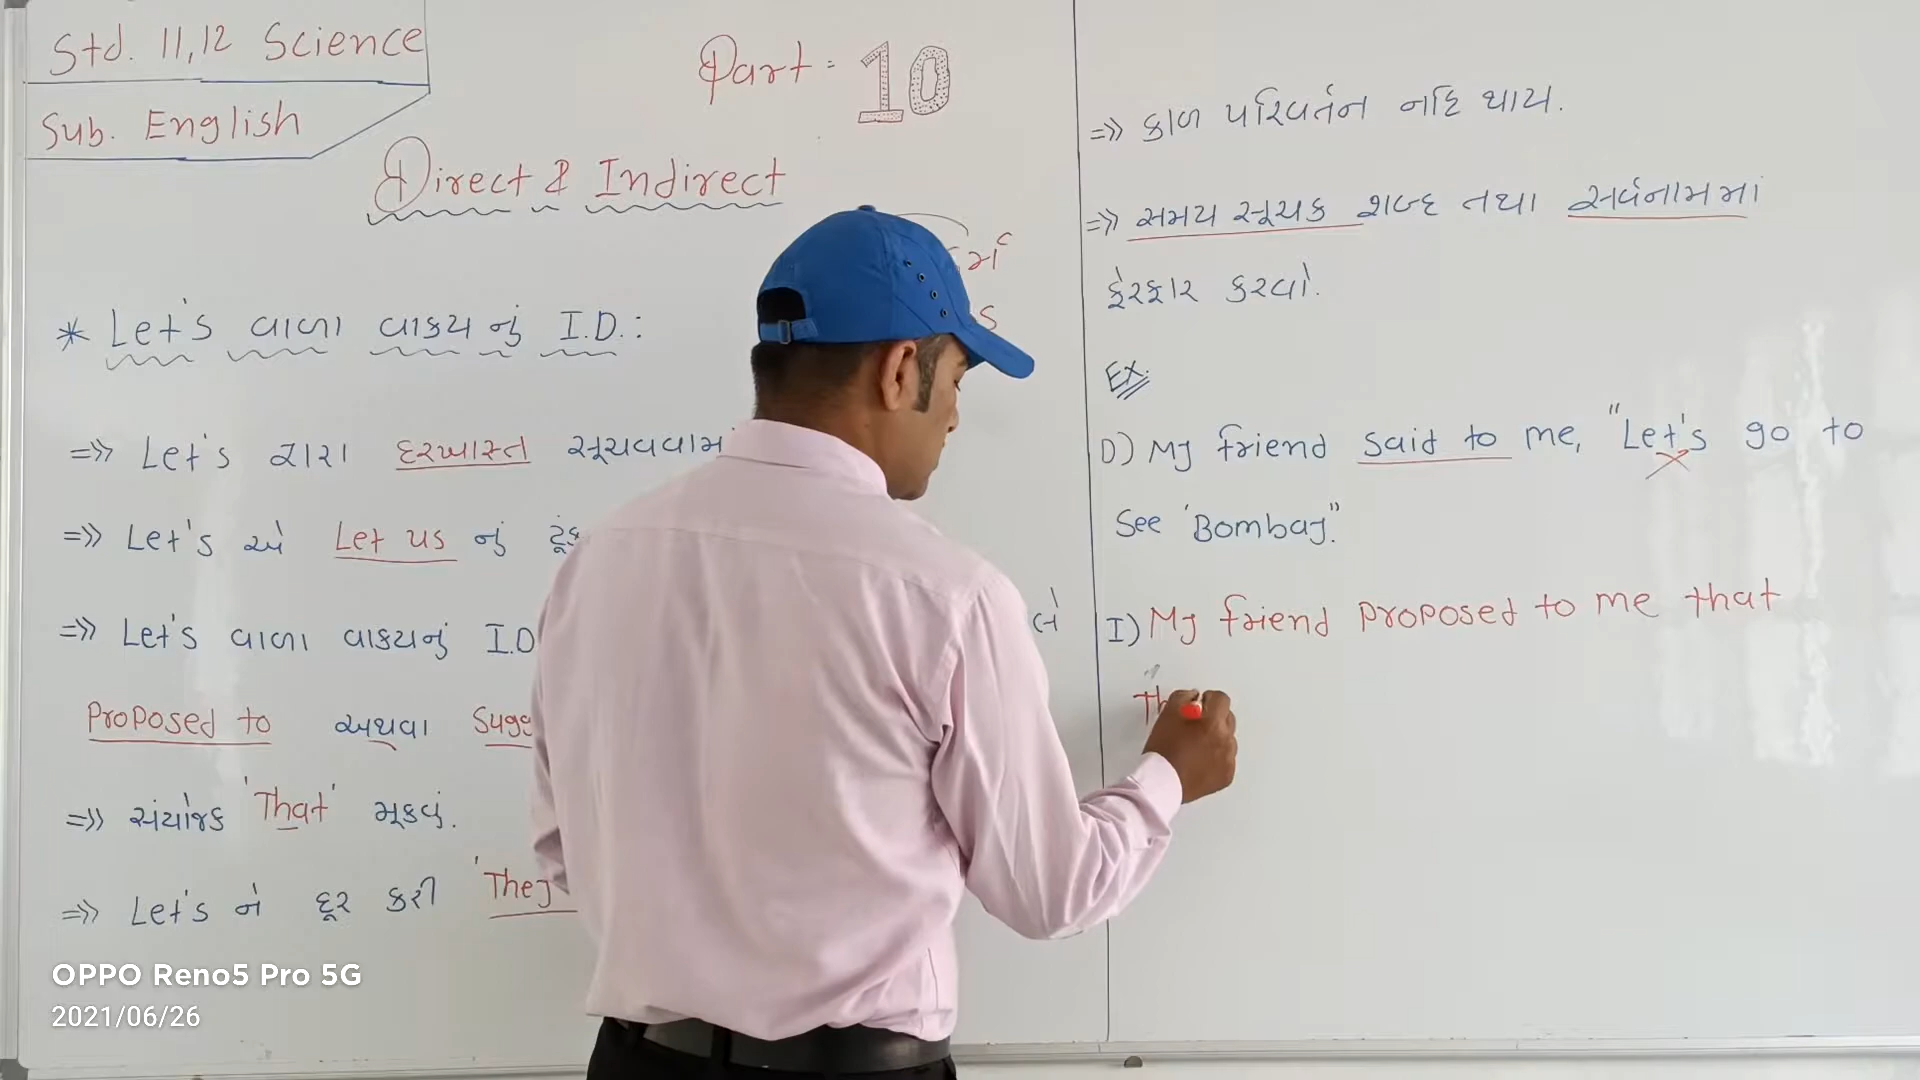 Std. 11,12 Science
Sub. English
Part : 10
Direct & Indirect
* Let's વાળા વાક્ય નું I.D. :
=>> Let's દ્વારા દરખાસ્ત સૂચવવામાં
=>> Let's એ Let us નું
=>> Let's વાળા વાક્યનું I.D
Proposed to અથવા
=>> સંયોજક 'That' મૂકવું.
=>> Let's ને દૂર કરી 'They
=>> કાળ પરિવર્તન નહિ થાય.
=>> સમય સૂચક શબ્દ તથા સર્વનામમાં
ફેરફાર કરવો.
Ex.
D) My friend said to me, "Let's go to
See 'Bombay."
I) My friend proposed to me that
Th
OPPO Reno5 Pro 5G
2021/06/26